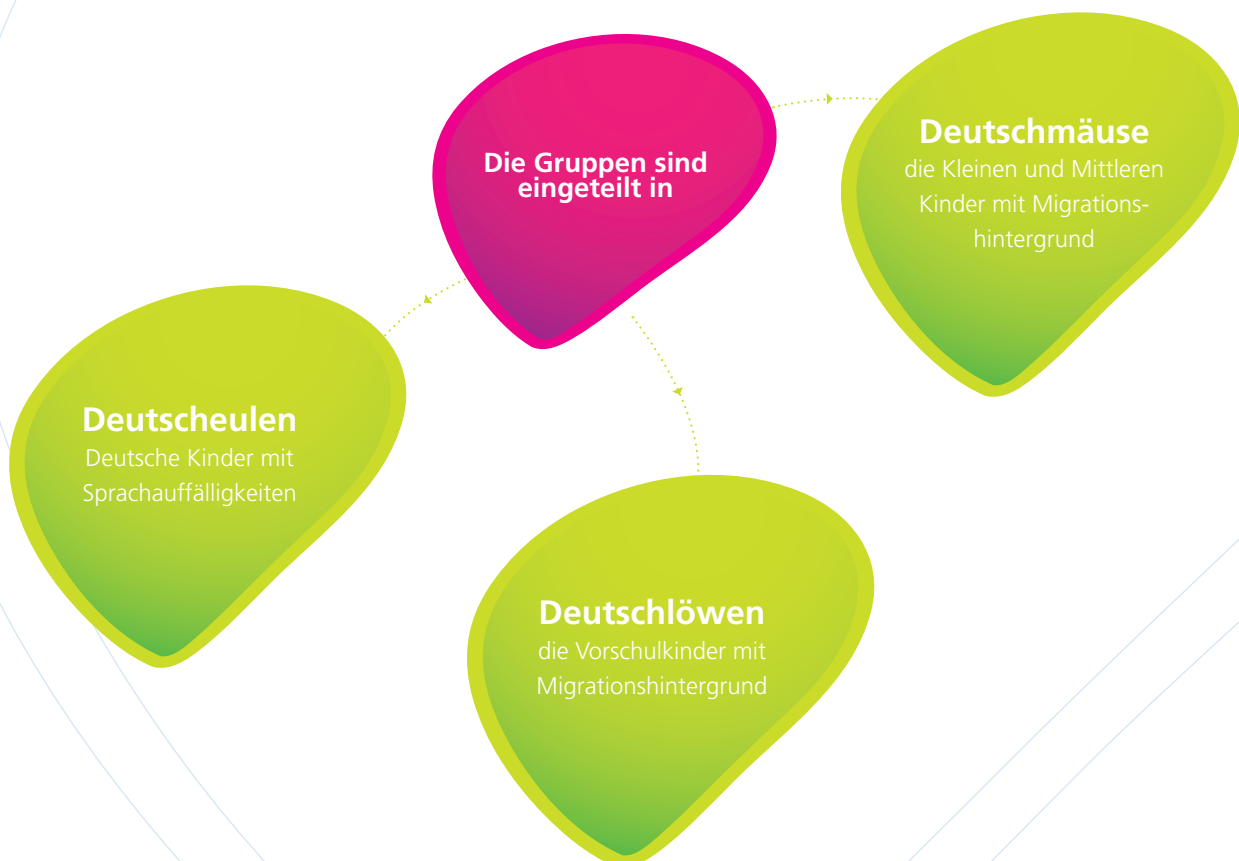 Die Gruppen sind
eingeteilt in
Deutschmäuse
die Kleinen und Mittleren
Kinder mit Migrations-
hintergrund
Deutscheulen
Deutsche Kinder mit
Sprachauffälligkeiten
Deutschlöwen
die Vorschulkinder mit
Migrationshintergrund